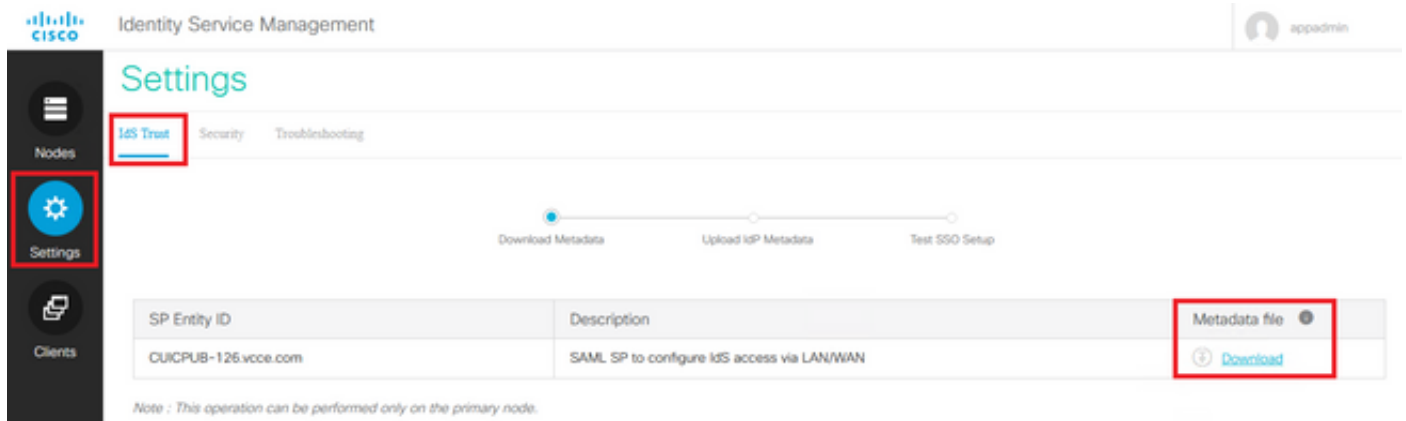 CISCO
Identity Service Management
appadmin
Settings
IdS Trust Security Troubleshooting
Nodes
Settings
Clients
Download Metadata Upload IdP Metadata Test SSO Setup
SP Entity ID Description Metadata file
CUICPUB-126.vcce.com SAML SP to configure IdS access via LAN/WAN Download
Note : This operation can be performed only on the primary node.